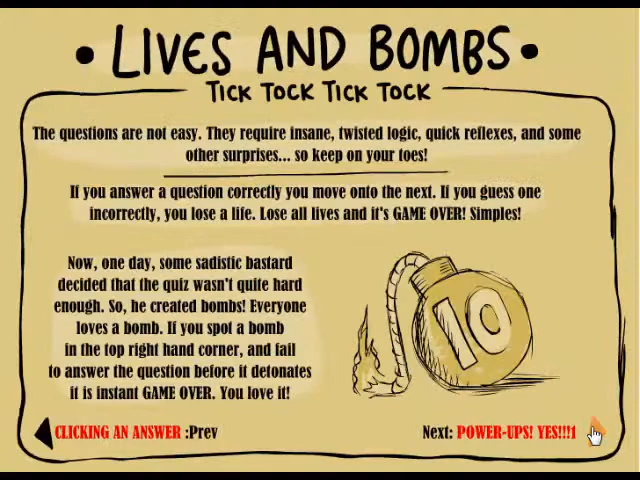 • LIVES AND BOMBS •
TICK TOCK TICK TOCK
The questions are not easy. They require insane, twisted logic, quick reflexes, and some
other surprises... so keep on your toes!
If you answer a question correctly you move onto the next. If you guess one
incorrectly, you lose a life. Lose all lives and it's GAME OVER! Simples!
Now, one day, some sadistic bastard
decided that the quiz wasn't quite hard
enough. So, he created bombs! Everyone
loves a bomb. If you spot a bomb
in the top right hand corner, and fail
to answer the question before it detonates
it is instant GAME OVER. You love it!
10
CLICKING AN ANSWER :Prev
Next: POWER-UPS! YES!!!1